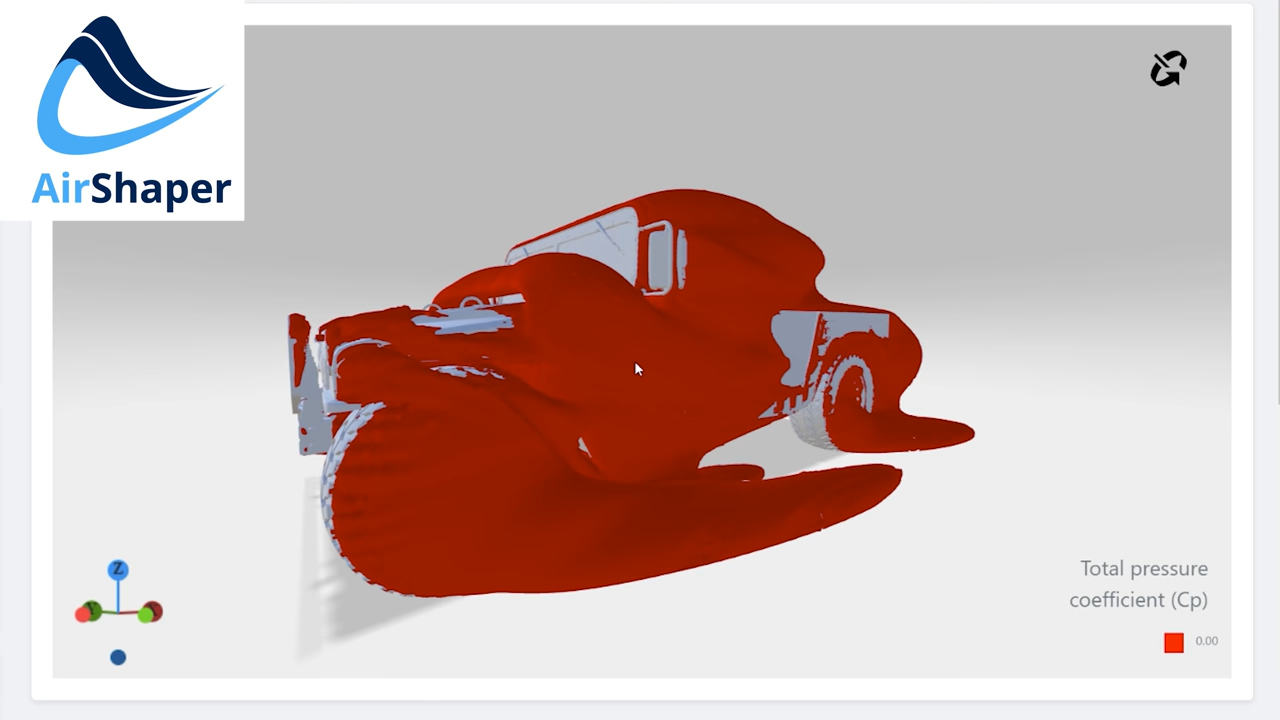 AirShaper
Z
Total pressure
coefficient (Cp)
0.00